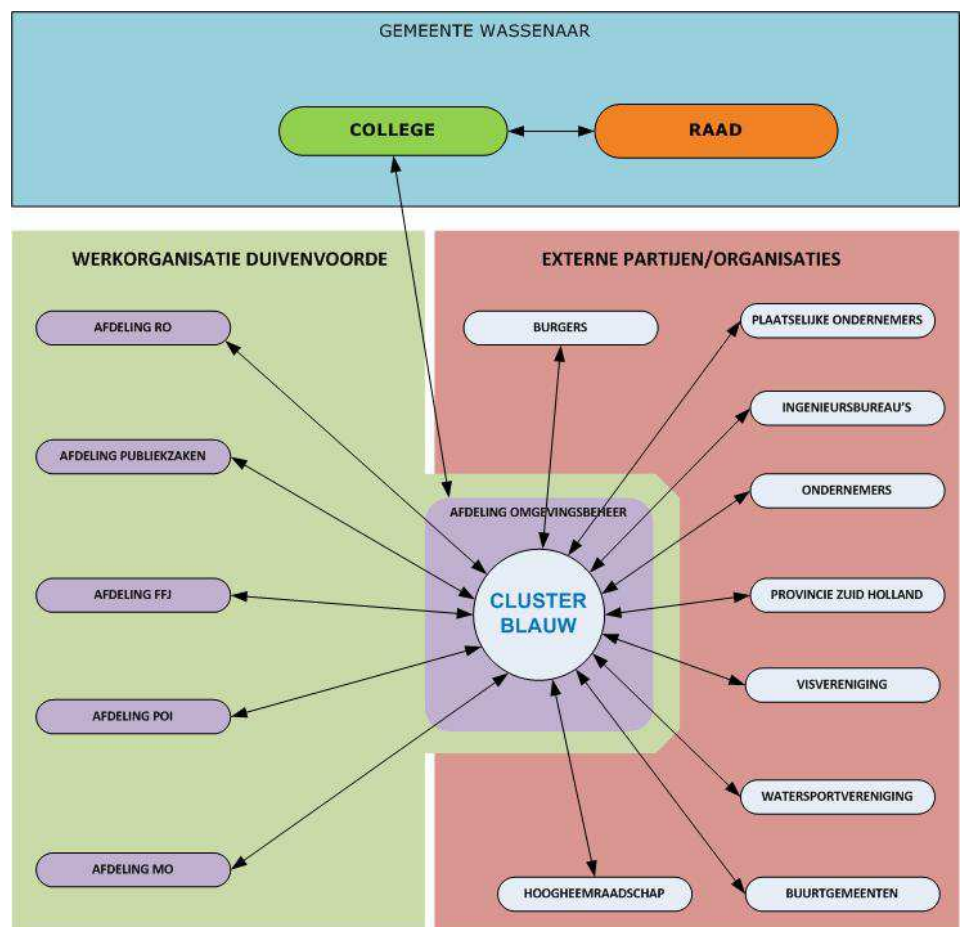 GEMEENTE WASSENAAR
COLLEGE
RAAD
WERKORGANISATIE DUIVENVOORDE
AFDELING RO
AFDELING PUBLIEKZAKEN
AFDELING FFJ
AFDELING POI
AFDELING MO
EXTERNE PARTIJEN/ORGANISATIES
BURGERS
PLAATSELIJKE ONDERNEMERS
INGENIEURSBUREAU'S
ONDERNEMERS
AFDELING OMGEVINGSBEHEER
CLUSTER
BLAUW
PROVINCIE ZUID HOLLAND
VISVERENIGING
WATERSPORTVERENIGING
HOOGHEEMRAADSCHAP
BUURTGEMEENTEN